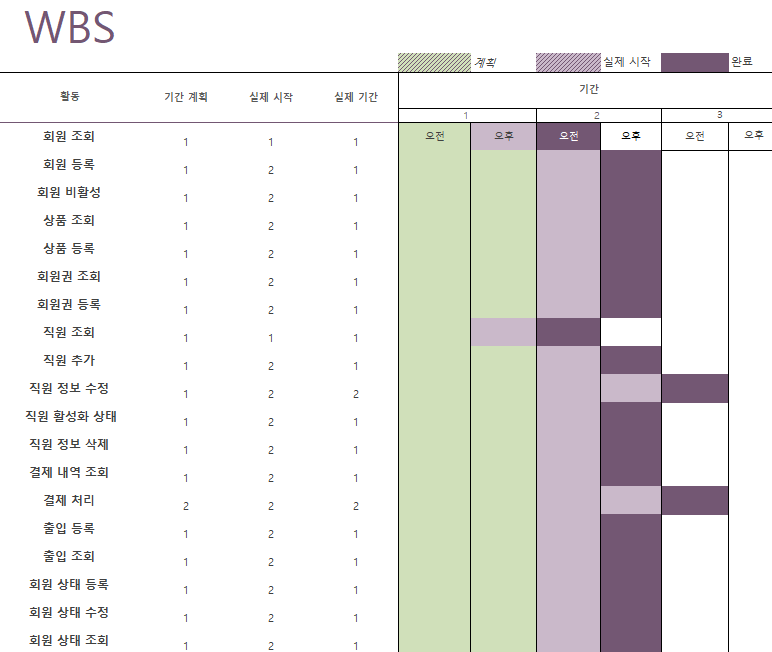 WBS
계획 실제 시작 완료
활동 기간 계획 실제 시작 실제 기간 기간
1 2 3
회원 조회 1 1 1 오전 오후 오전 오후 오전 오후
회원 등록 1 2 1
회원 비활성 1 2 1
상품 조회 1 2 1
상품 등록 1 2 1
회원권 조회 1 2 1
회원권 등록 1 2 1
직원 조회 1 1 1
직원 추가 1 2 1
직원 정보 수정 1 2 2
직원 활성화 상태 1 2 1
직원 정보 삭제 1 2 1
결제 내역 조회 1 2 1
결제 처리 2 2 2
출입 등록 1 2 1
출입 조회 1 2 1
회원 상태 등록 1 2 1
회원 상태 수정 1 2 1
회원 상태 조회 1 2 1